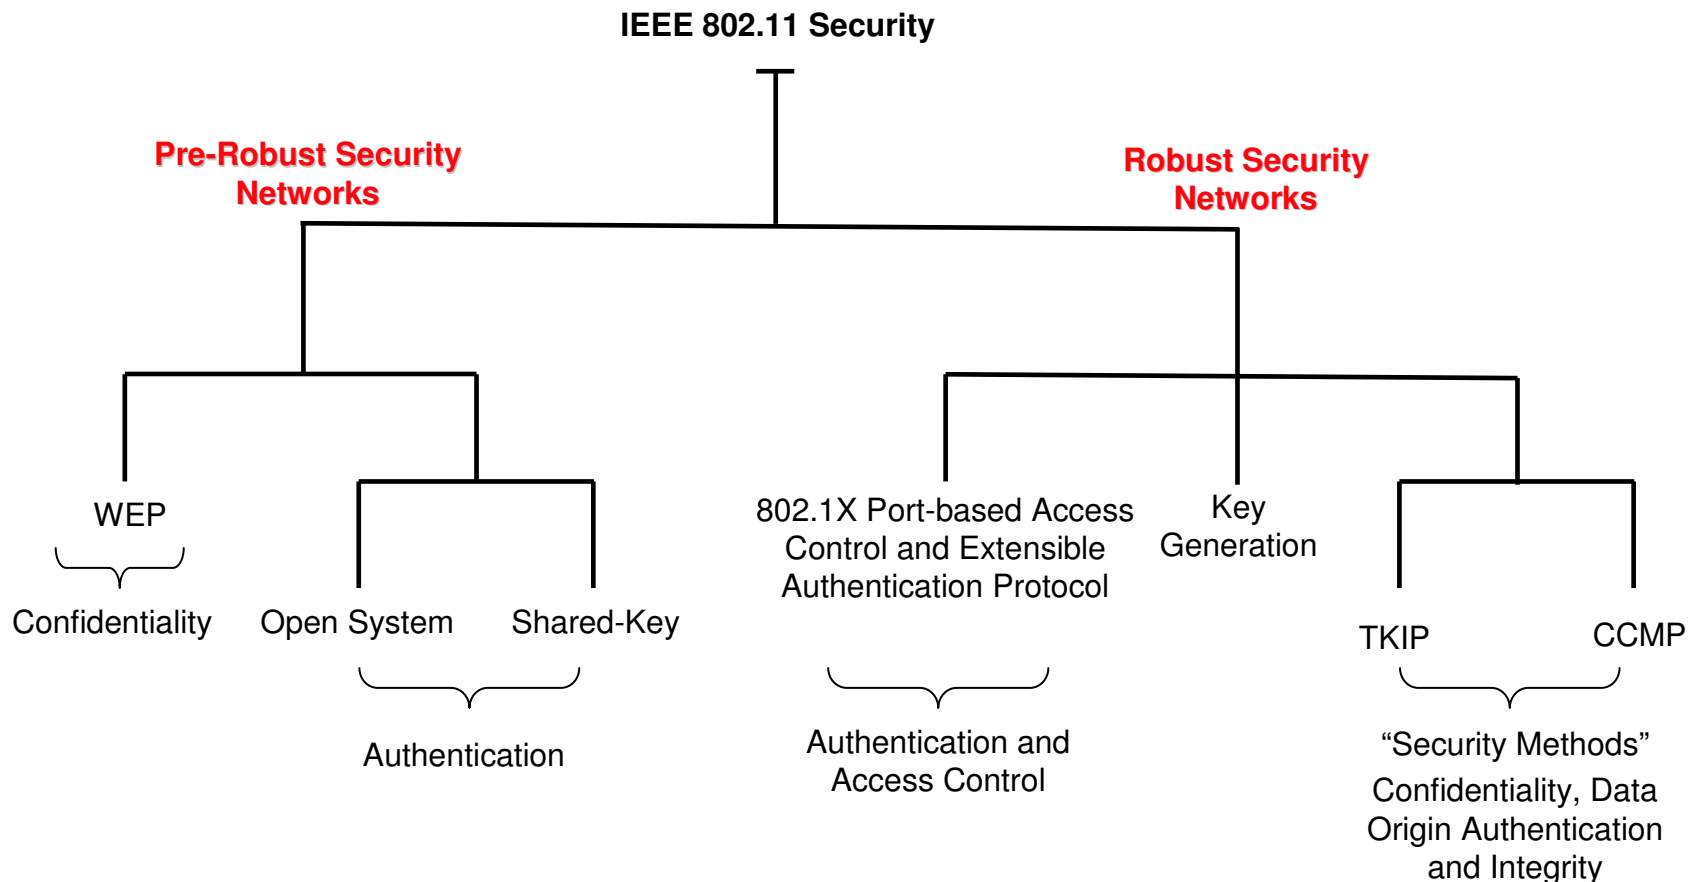 IEEE 802.11 Security
Pre-Robust Security
Networks
Robust Security
Networks
WEP
Confidentiality
Open System
Shared-Key
Authentication
802.1X Port-based Access
Control and Extensible
Authentication Protocol
Authentication and
Access Control
Key
Generation
TKIP
CCMP
“Security Methods”
Confidentiality, Data
Origin Authentication
and Integrity